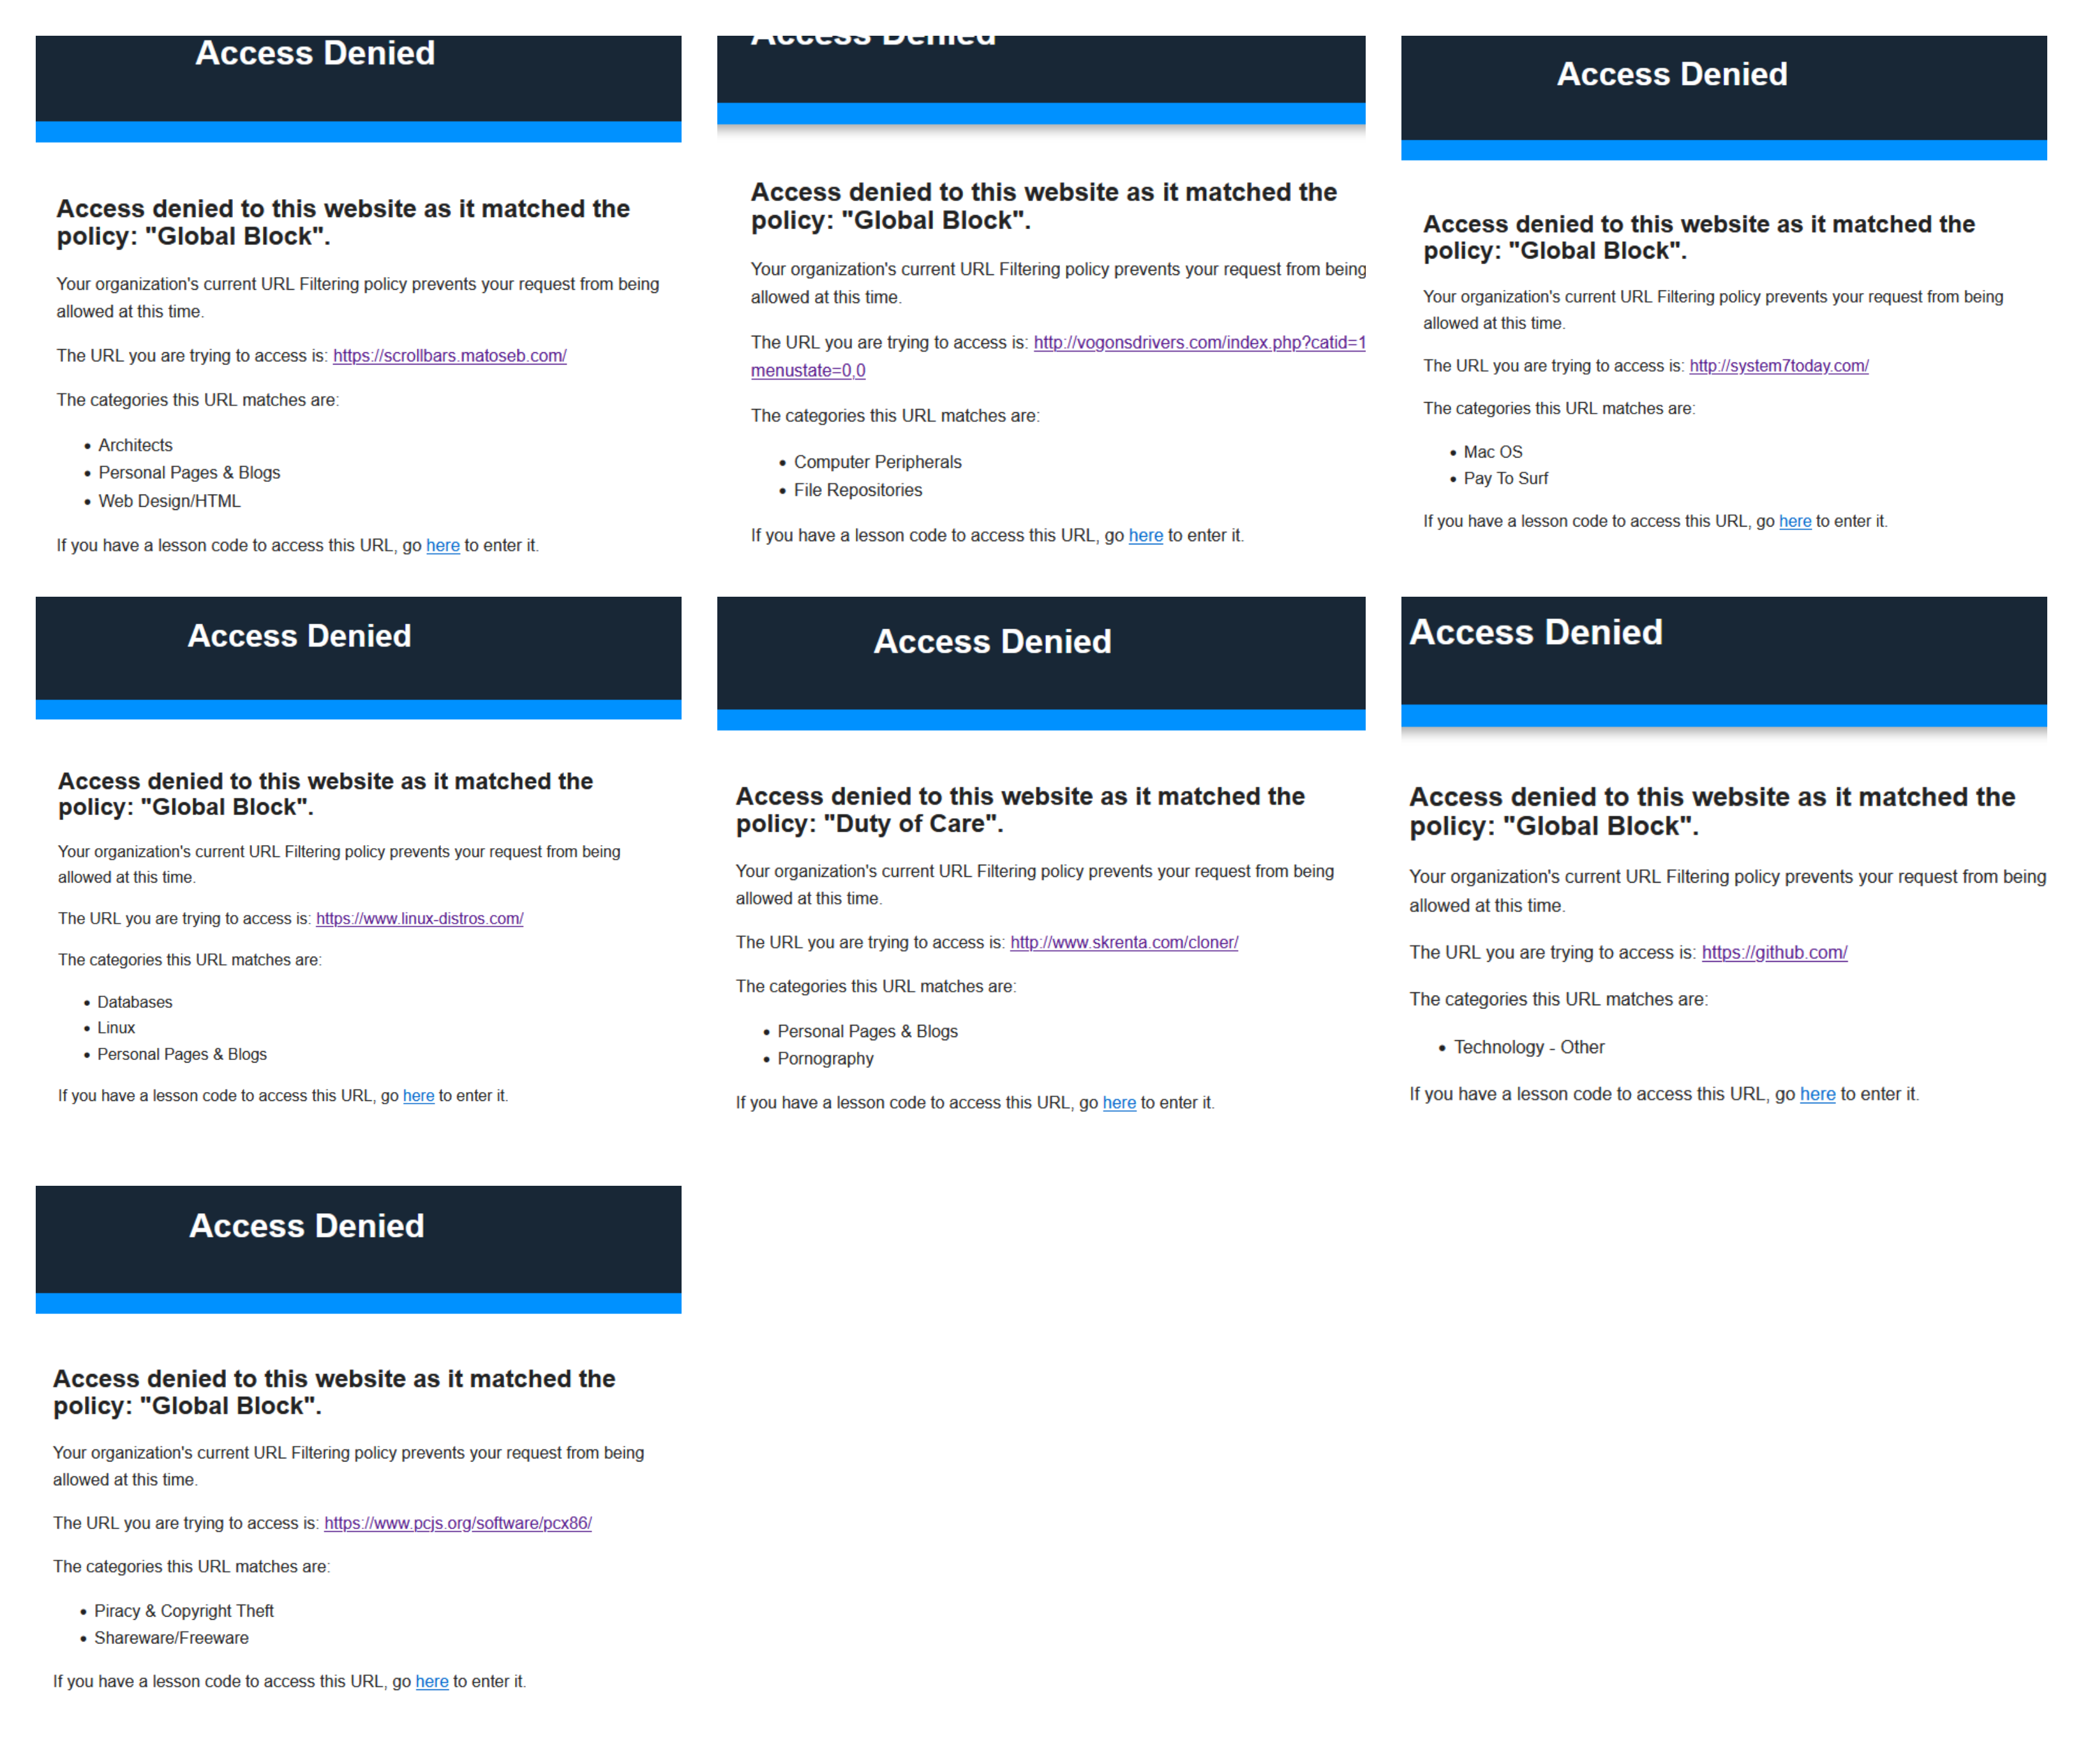 Access Denied
Access denied to this website as it matched the
policy: "Global Block".
Your organization's current URL Filtering policy prevents your request from being
allowed at this time.
The URL you are trying to access is: https://scrollbars.matoseb.com/
The categories this URL matches are:
• Architects
• Personal Pages & Blogs
• Web Design/HTML
If you have a lesson code to access this URL, go here to enter it.
Access Denied
Access denied to this website as it matched the
policy: "Global Block".
Your organization's current URL Filtering policy prevents your request from being
allowed at this time.
The URL you are trying to access is: http://vogonsdrivers.com/index.php?catid=1
menustate=0,0
The categories this URL matches are:
• Computer Peripherals
• File Repositories
If you have a lesson code to access this URL, go here to enter it.
Access Denied
Access denied to this website as it matched the
policy: "Global Block".
Your organization's current URL Filtering policy prevents your request from being
allowed at this time.
The URL you are trying to access is: http://system7today.com/
The categories this URL matches are:
• Mac OS
• Pay To Surf
If you have a lesson code to access this URL, go here to enter it.
Access Denied
Access denied to this website as it matched the
policy: "Global Block".
Your organization's current URL Filtering policy prevents your request from being
allowed at this time.
The URL you are trying to access is: https://www.linux-distros.com/
The categories this URL matches are:
• Databases
• Linux
• Personal Pages & Blogs
If you have a lesson code to access this URL, go here to enter it.
Access Denied
Access denied to this website as it matched the
policy: "Duty of Care".
Your organization's current URL Filtering policy prevents your request from being
allowed at this time.
The URL you are trying to access is: http://www.skrenta.com/cloner/
The categories this URL matches are:
• Personal Pages & Blogs
• Pornography
If you have a lesson code to access this URL, go here to enter it.
Access Denied
Access denied to this website as it matched the
policy: "Global Block".
Your organization's current URL Filtering policy prevents your request from being
allowed at this time.
The URL you are trying to access is: https://github.com/
The categories this URL matches are:
• Technology - Other
If you have a lesson code to access this URL, go here to enter it.
Access Denied
Access denied to this website as it matched the
policy: "Global Block".
Your organization's current URL Filtering policy prevents your request from being
allowed at this time.
The URL you are trying to access is: https://www.pcjs.org/software/pcx86/
The categories this URL matches are:
• Piracy & Copyright Theft
• Shareware/Freeware
If you have a lesson code to access this URL, go here to enter it.